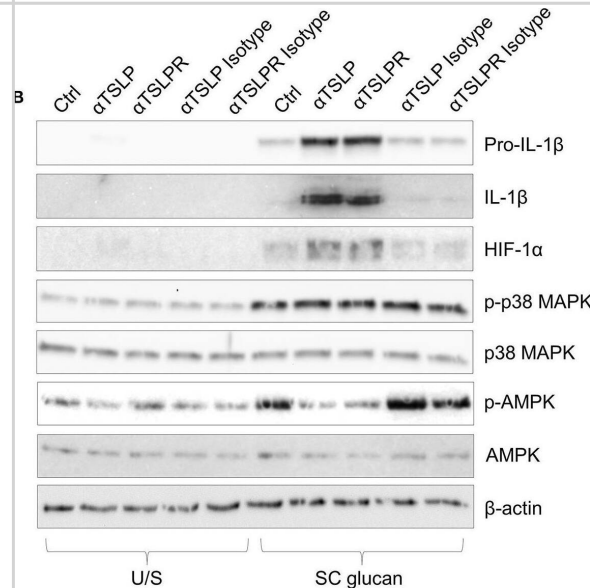 B
Ctrl
αTSLP
αTSLPR
αTSLP Isotype
αTSLPR Isotype
Ctrl
αTSLP
αTSLPR
αTSLP Isotype
αTSLPR Isotype
Pro-IL-1β
IL-1β
HIF-1α
p-p38 MAPK
p38 MAPK
p-AMPK
AMPK
β-actin
U/S
SC glucan